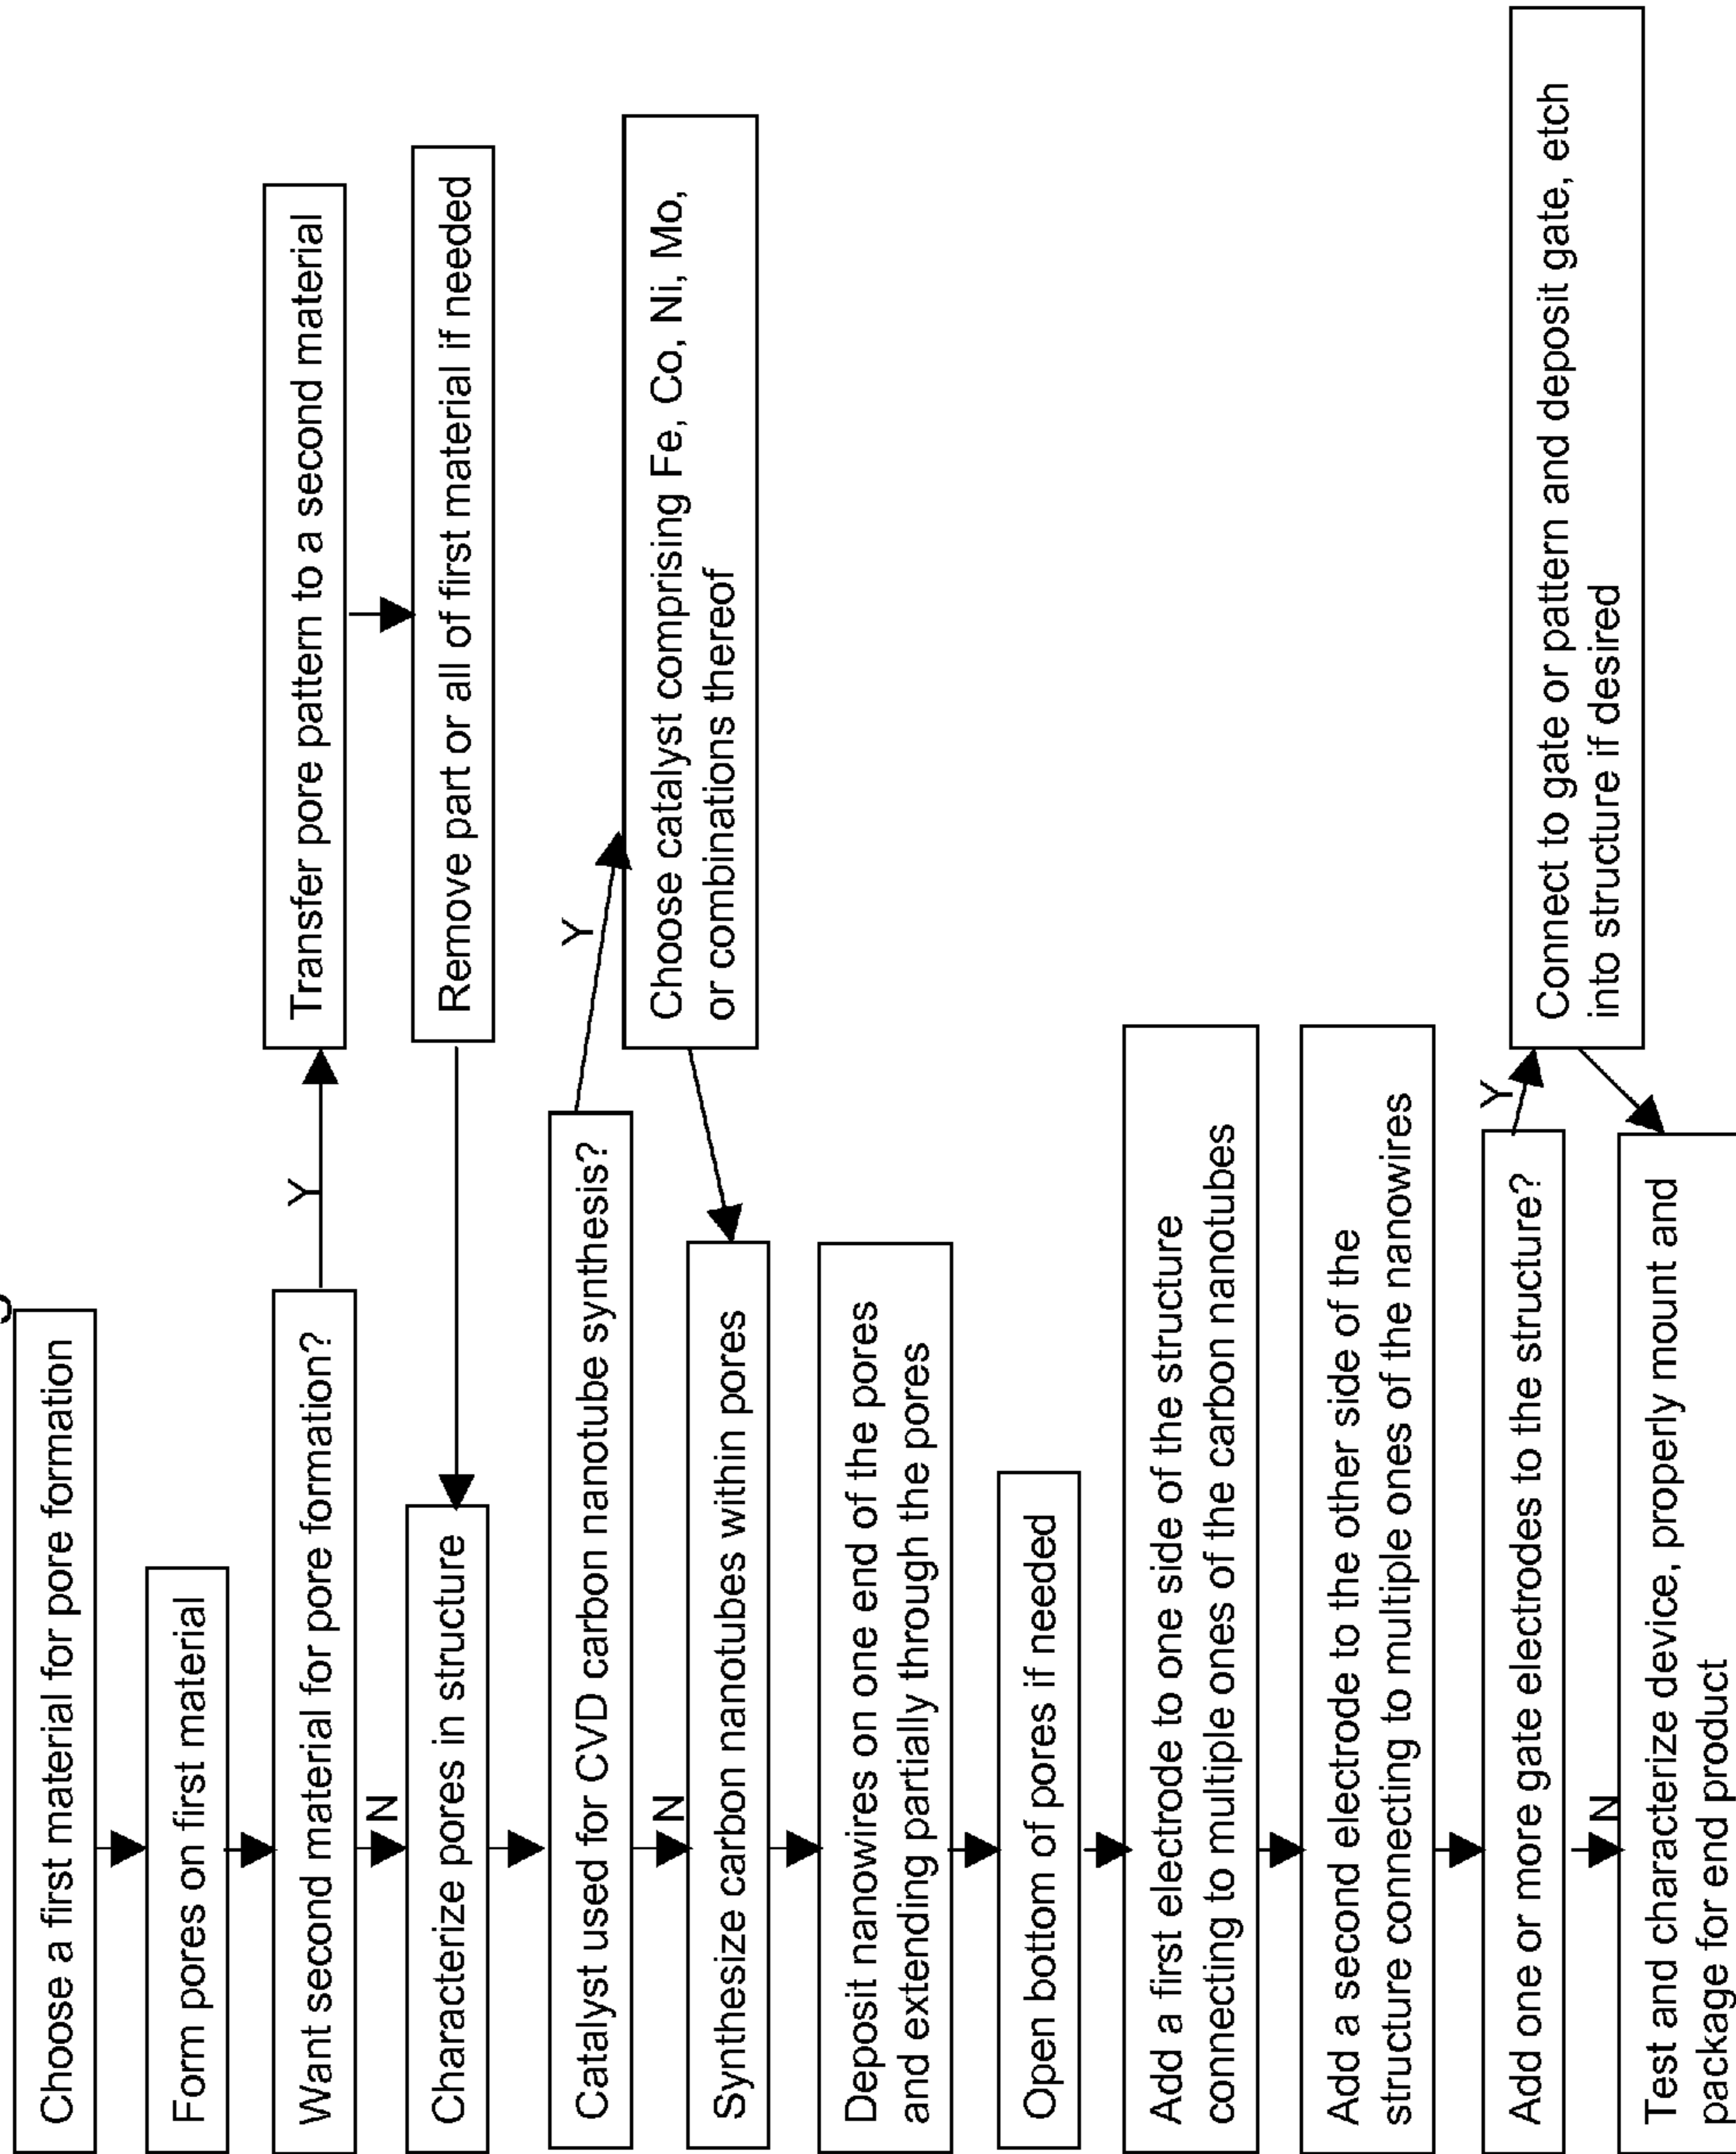 Choose a first material for pore formation
Form pores on first material
Want second material for pore formation?
Y
Transfer pore pattern to a second material
Remove part or all of first material if needed
N
Characterize pores in structure
Catalyst used for CVD carbon nanotube synthesis?
Y
Choose catalyst comprising Fe, Co, Ni, Mo,
or combinations thereof
N
Synthesize carbon nanotubes within pores
Deposit nanowires on one end of the pores
and extending partially through the pores
Open bottom of pores if needed
Add a first electrode to one side of the structure
connecting to multiple ones of the carbon nanotubes
Add a second electrode to the other side of the
structure connecting to multiple ones of the nanowires
Add one or more gate electrodes to the structure?
Y
Connect to gate or pattern and deposit gate, etch
into structure if desired
N
Test and characterize device, properly mount and
package for end product